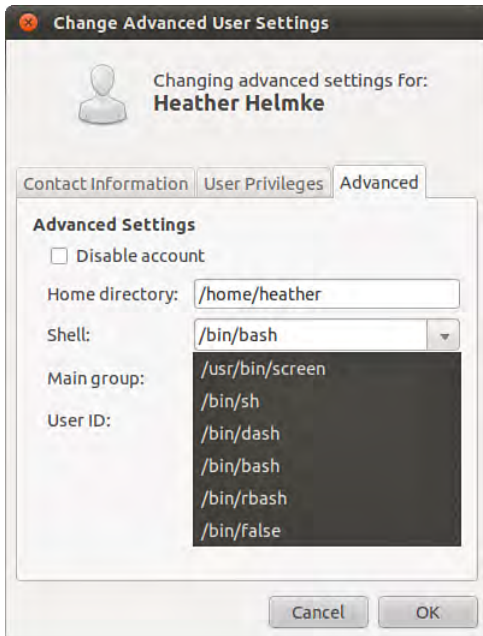 Change Advanced User Settings
Changing advanced settings for:
Heather Helmke
Contact Information User Privileges Advanced
Advanced Settings
Disable account
Home directory: /home/heather
Shell: /bin/bash
Main group:
User ID:
/usr/bin/screen
/bin/sh
/bin/dash
/bin/bash
/bin/rbash
/bin/false
Cancel OK